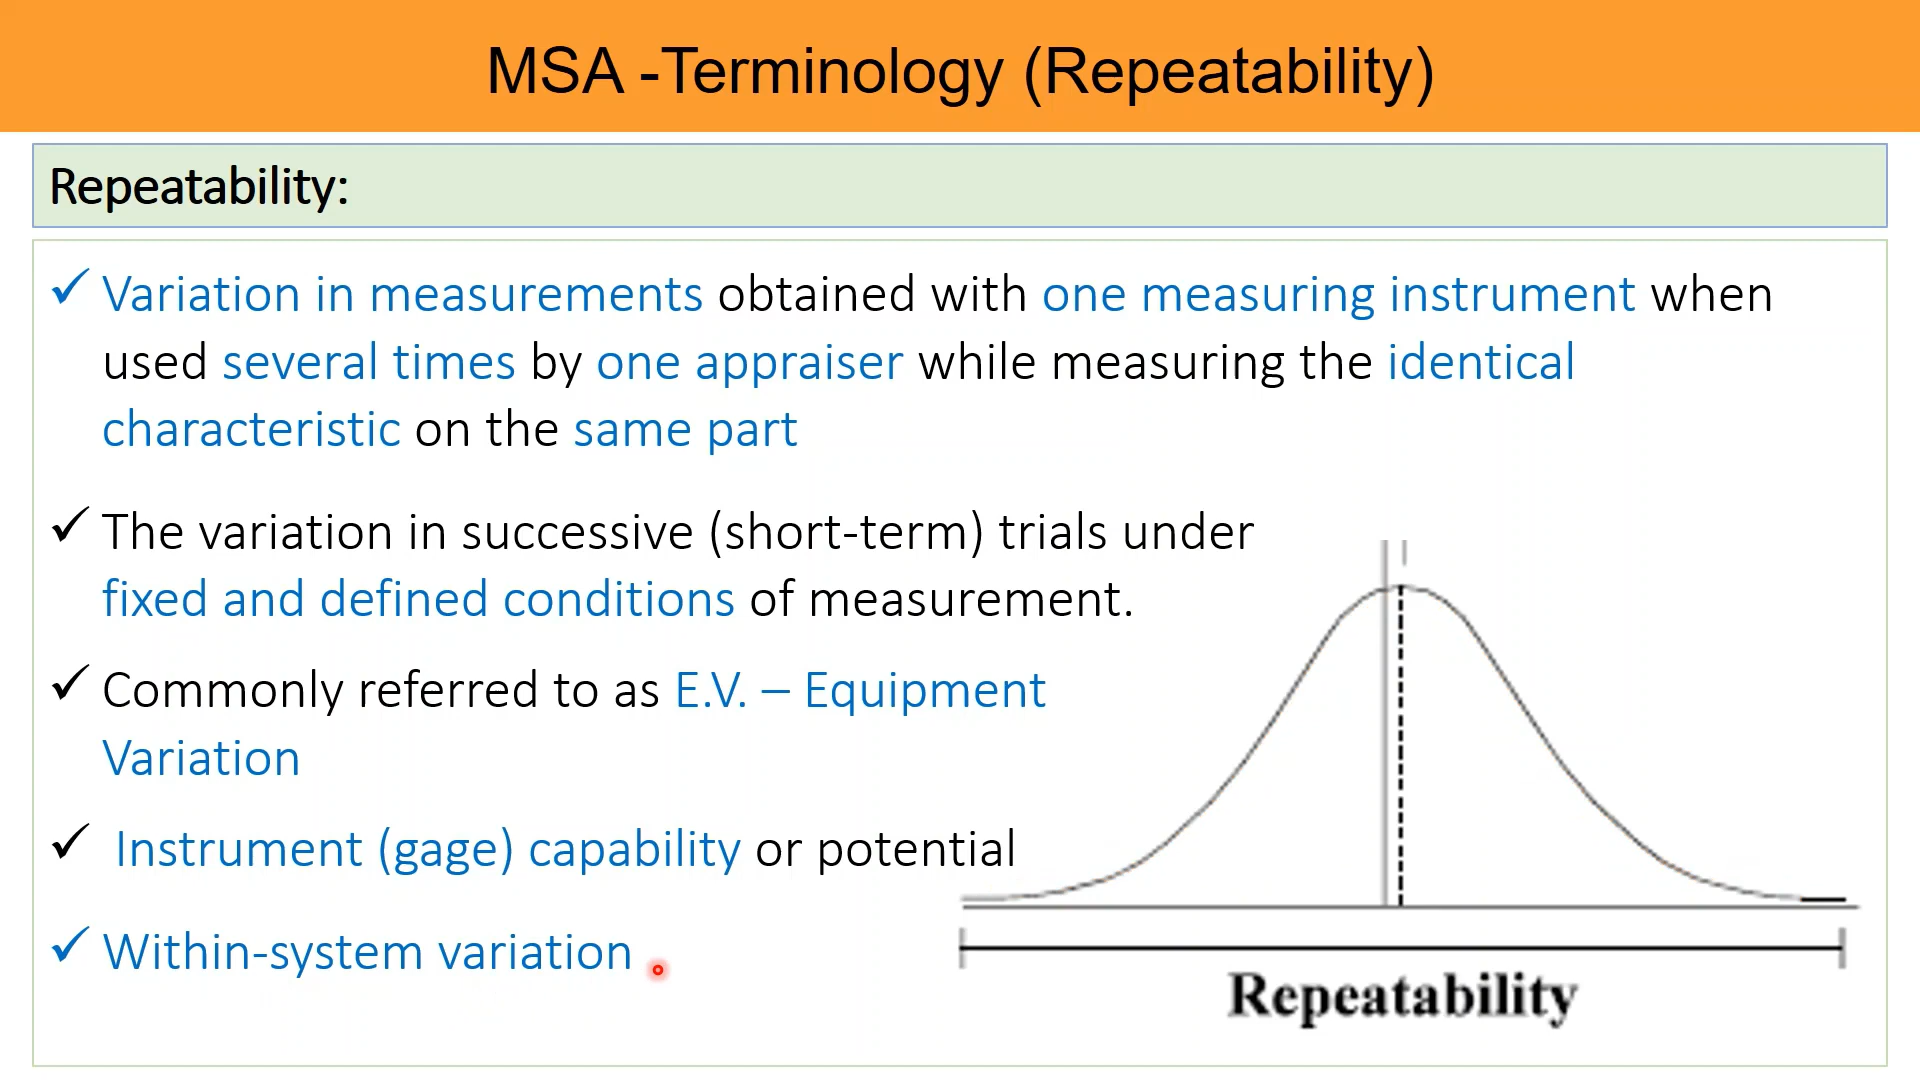 MSA -Terminology (Repeatability)
Repeatability:
✓ Variation in measurements obtained with one measuring instrument when
used several times by one appraiser while measuring the identical
characteristic on the same part
✓ The variation in successive (short-term) trials under
fixed and defined conditions of measurement.
✓ Commonly referred to as E.V. – Equipment
Variation
✓ Instrument (gage) capability or potential
✓ Within-system variation
Repeatability